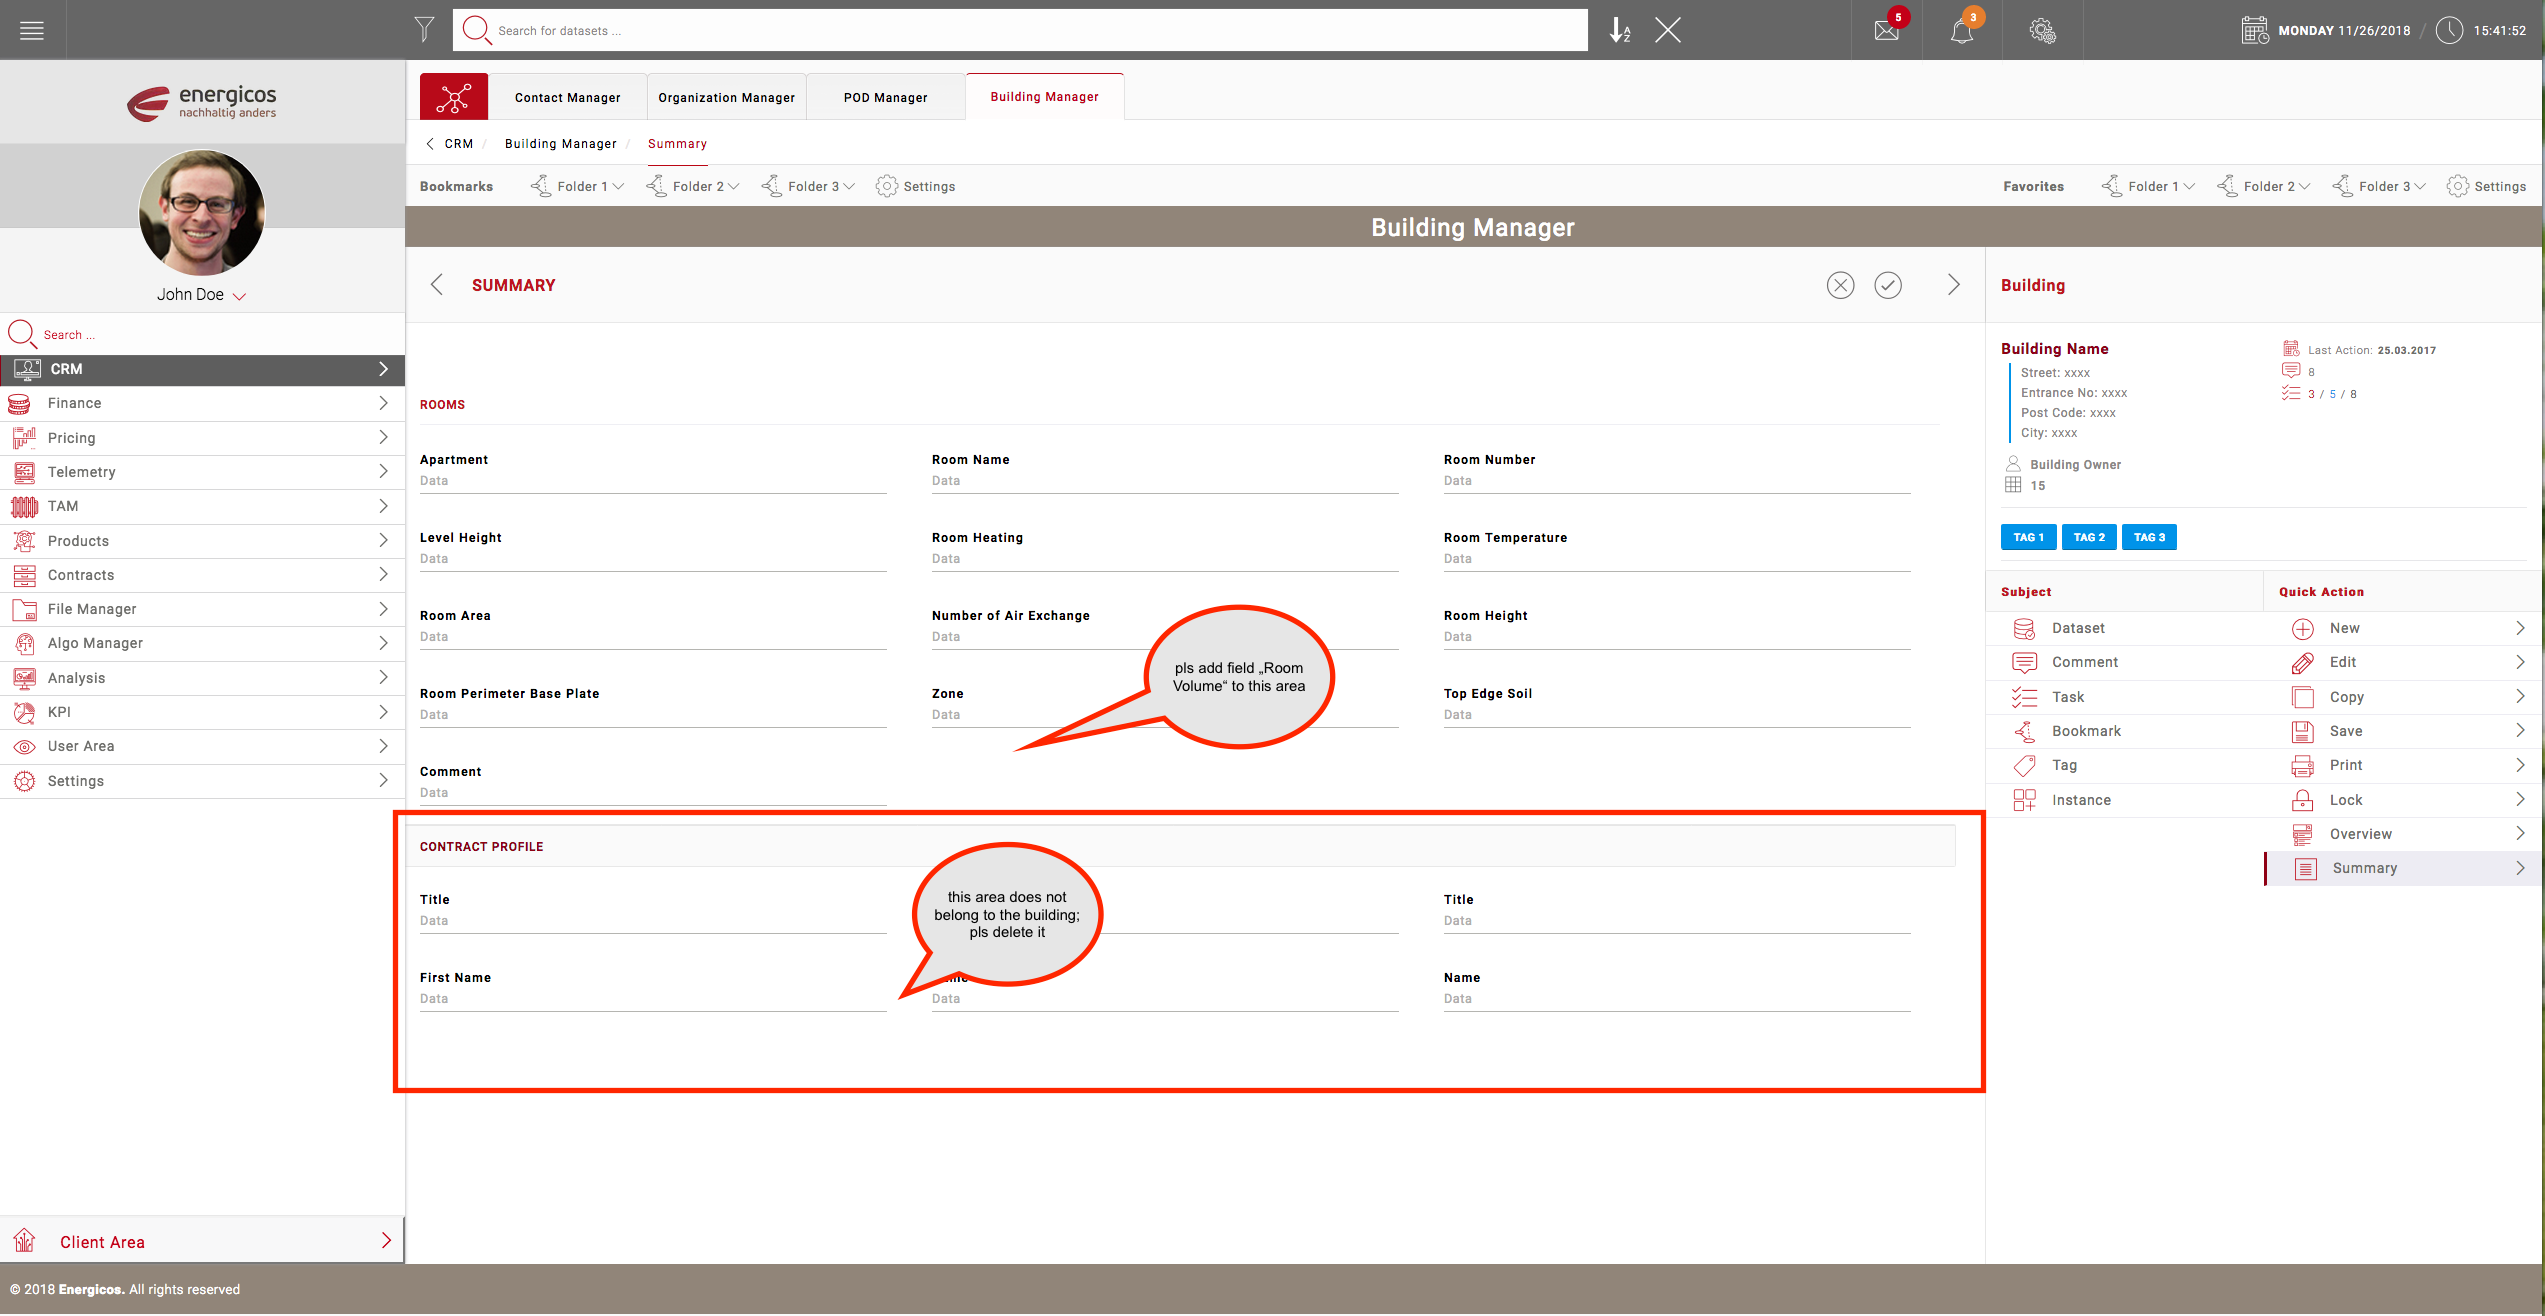 Search for datasets ...
A
Z
5
3
MONDAY 11/26/2018 / 15:41:52
energicos
nachhaltig anders
John Doe
Search ...
CRM
Finance
Pricing
Telemetry
TAM
Products
Contracts
File Manager
Algo Manager
Analysis
KPI
User Area
Settings
Client Area
Contact Manager
Organization Manager
POD Manager
Building Manager
CRM / Building Manager / Summary
Bookmarks Folder 1 Folder 2 Folder 3 Settings
Favorites Folder 1 Folder 2 Folder 3 Settings
Building Manager
SUMMARY
ROOMS
Apartment Room Name Room Number
Data Data Data
Level Height Room Heating Room Temperature
Data Data Data
Room Area Number of Air Exchange Room Height
Data Data Data
pls add field „Room
Volume“ to this area
Room Perimeter Base Plate Zone Top Edge Soil
Data Data Data
Comment
Data
CONTRACT PROFILE
this area does not
belong to the building;
pls delete it
Title Title
Data Data
First Name Name
Data Data Data
Building
Building Name
Street: xxxx
Entrance No: xxxx
Post Code: xxxx
City: xxxx
Building Owner
15
Last Action: 25.03.2017
8
3 / 5 / 8
TAG 1 TAG 2 TAG 3
Subject
Dataset
Comment
Task
Bookmark
Tag
Instance
Quick Action
New
Edit
Copy
Save
Print
Lock
Overview
Summary
© 2018 Energicos. All rights reserved